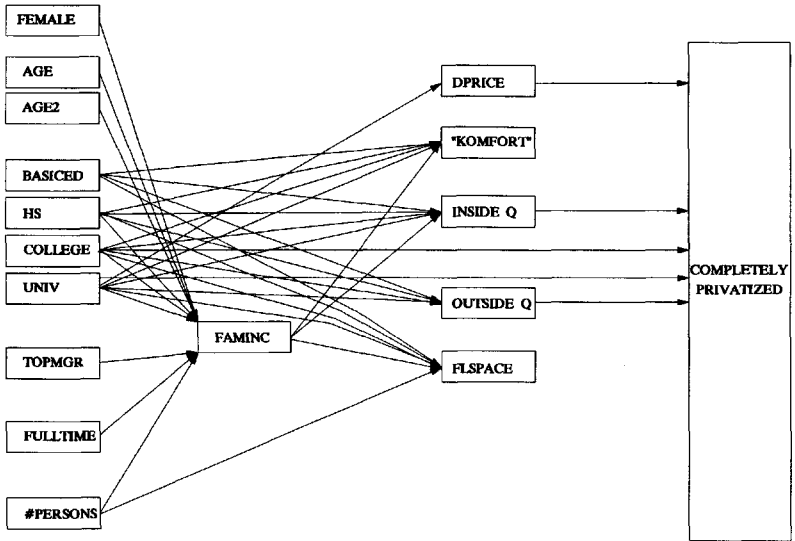 FEMALE
AGE
AGE2
BASICED
HS
COLLEGE
UNIV
TOPMGR
FULLTIME
#PERSONS
FAMINC
DPRICE
"KOMFORT"
INSIDE Q
OUTSIDE Q
FLSPACE
COMPLETELY
PRIVATIZED